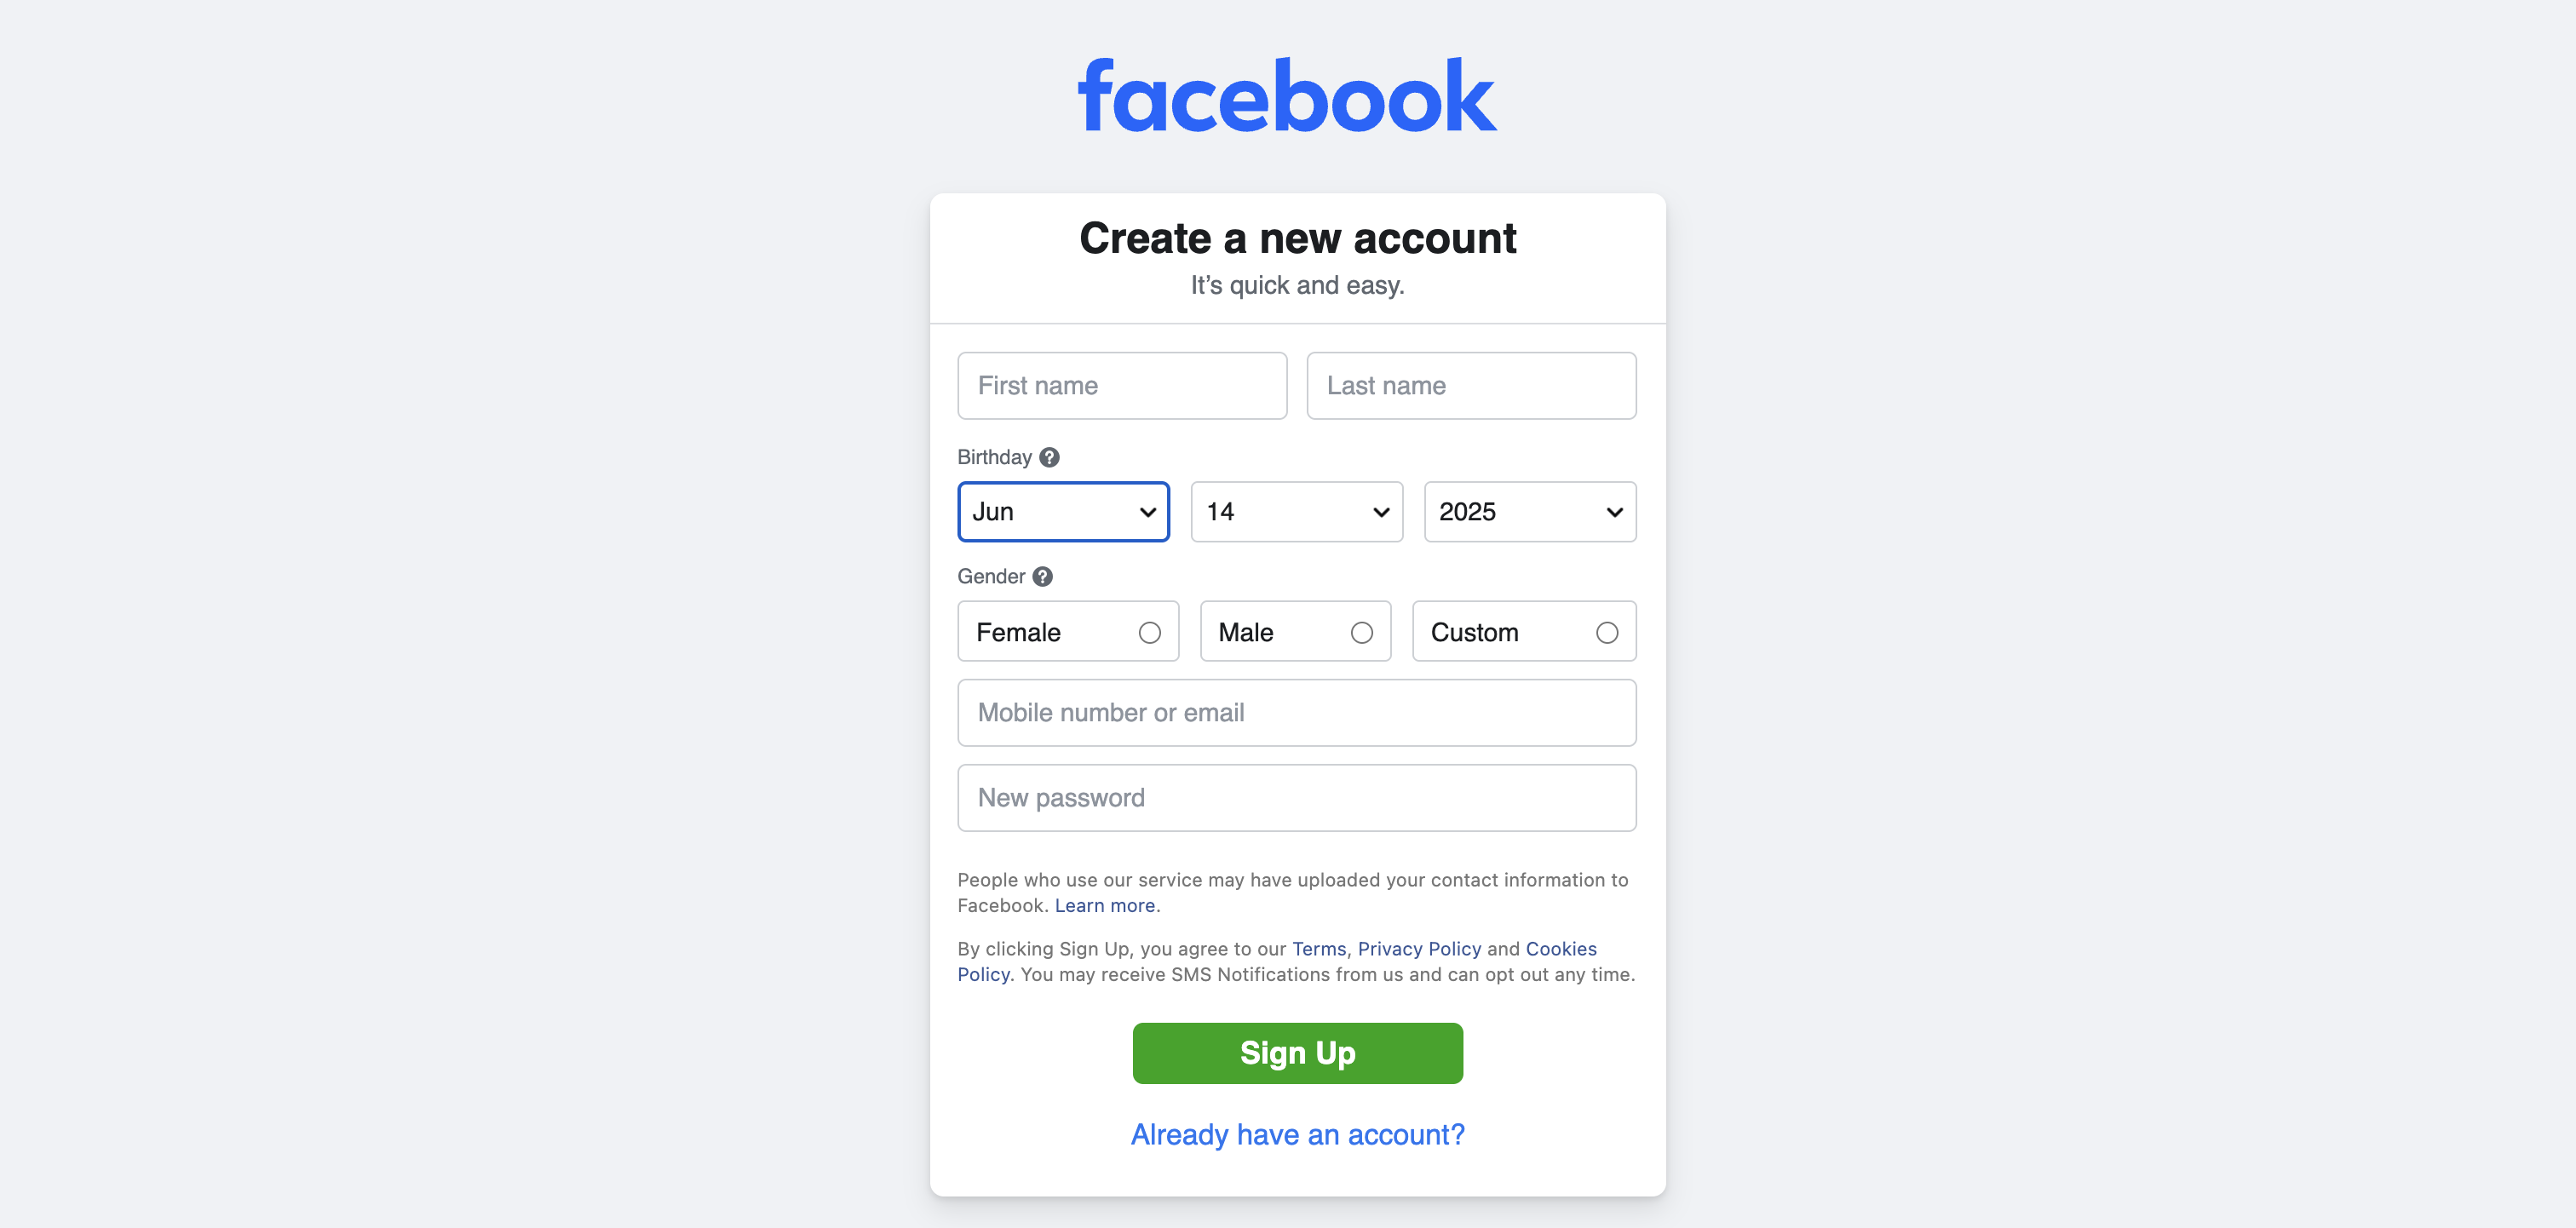 facebook
Create a new account
It’s quick and easy.
First name Last name
Birthday ?
Jun 14 2025
Gender ?
Female Male Custom
Mobile number or email
New password
People who use our service may have uploaded your contact information to
Facebook. Learn more.
By clicking Sign Up, you agree to our Terms, Privacy Policy and Cookies
Policy. You may receive SMS Notifications from us and can opt out any time.
Sign Up
Already have an account?